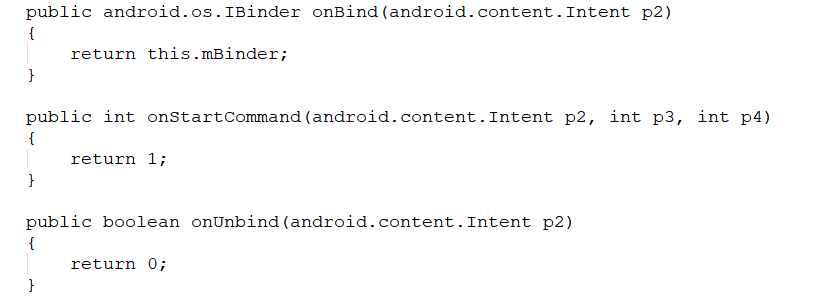 public android.os.IBinder onBind(android.content.Intent p2)
{
    return this.mBinder;
}

public int onStartCommand(android.content.Intent p2, int p3, int p4)
{
    return 1;
}

public boolean onUnbind(android.content.Intent p2)
{
    return 0;
}